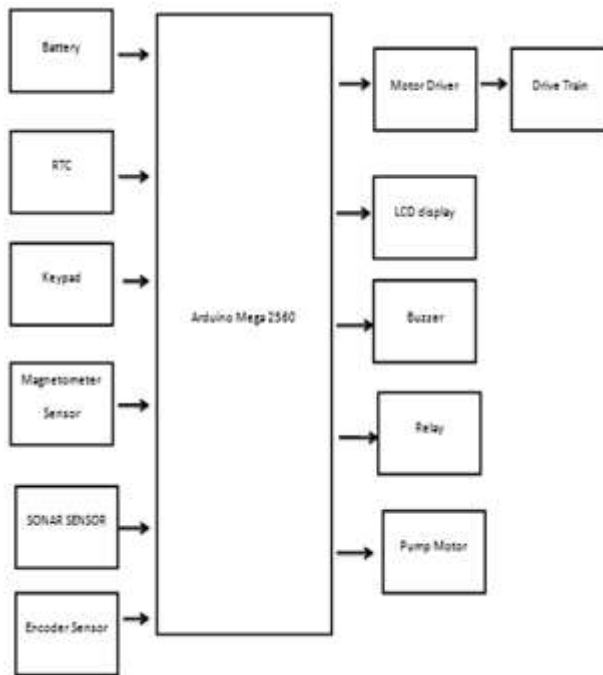 Battery
RTC
Keypad
Magnetometer
Sensor
SONAR SENSOR
Encoder Sensor
Arduino Mega 2560
Motor Driver
Drive Train
LCD display
Buzzer
Relay
Pump Motor